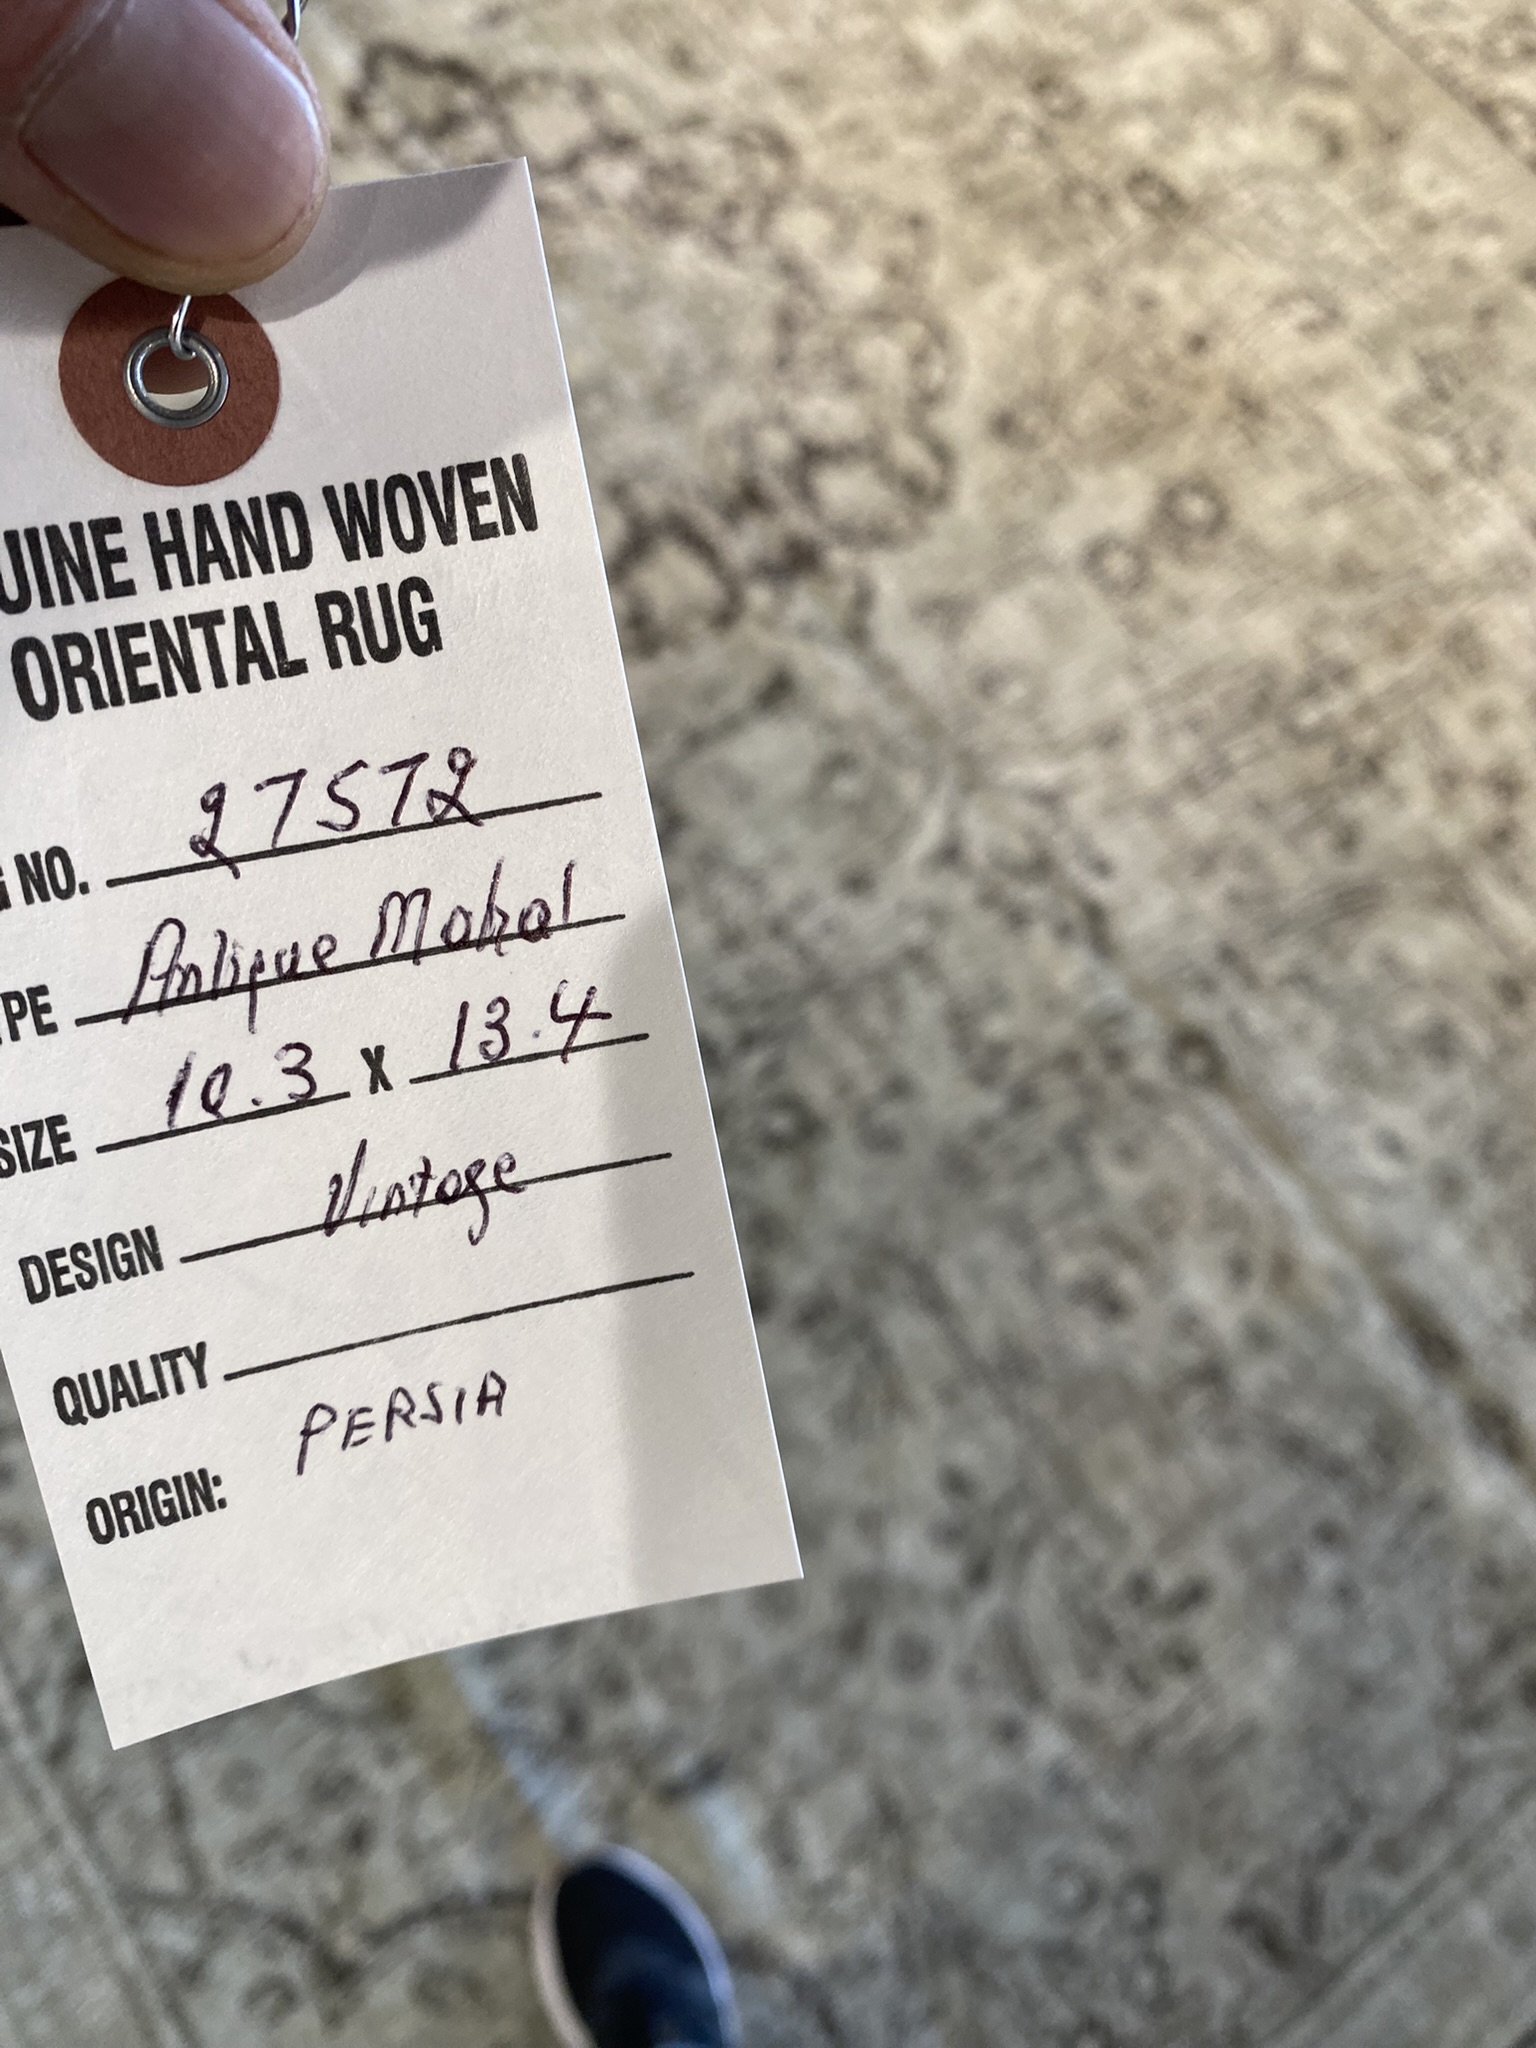 UINE HAND WOVEN
ORIENTAL RUG
G NO. 27572
YPE Antique Mahal
SIZE 10.3 X 13.4
DESIGN Vintage
QUALITY
ORIGIN: PERSIA